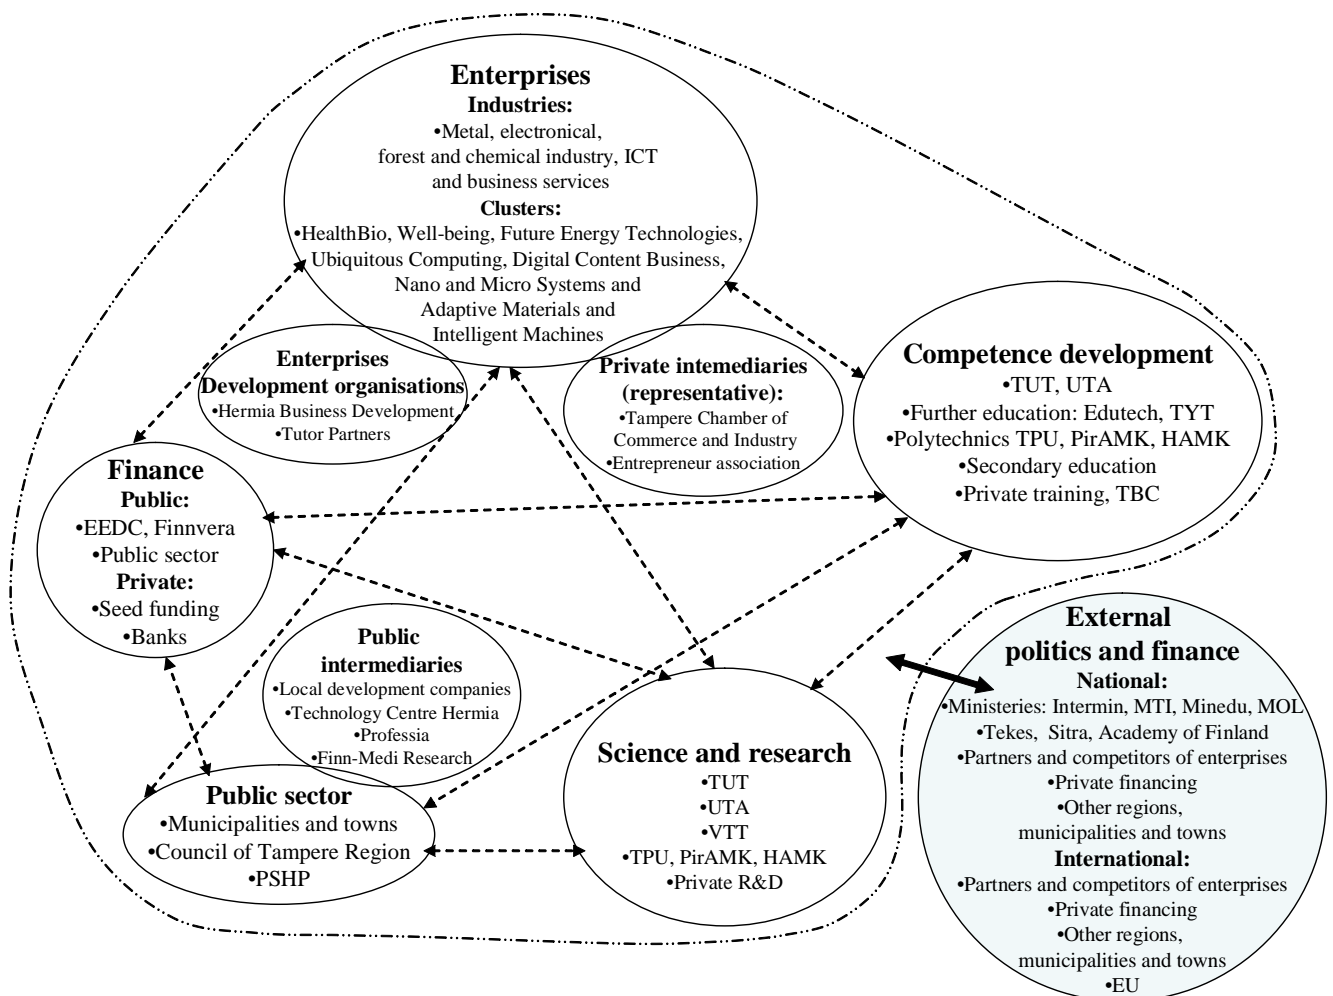 Enterprises
Industries:
•Metal, electronical,
forest and chemical industry, ICT
and business services
Clusters:
•HealthBio, Well-being, Future Energy Technologies,
Ubiquitous Computing, Digital Content Business,
Nano and Micro Systems and
Adaptive Materials and
Intelligent Machines
Enterprises
Development organisations
•Hermia Business Development
•Tutor Partners
Private intemediaries
(representative):
•Tampere Chamber of
Commerce and Industry
•Entrepreneur association
Competence development
•TUT, UTA
•Further education: Edutech, TYT
•Polytechnics TPU, PirAMK, HAMK
•Secondary education
•Private training, TBC
Finance
Public:
•EEDC, Finnvera
•Public sector
Private:
•Seed funding
•Banks
Public
intermediaries
•Local development companies
•Technology Centre Hermia
•Professia
•Finn-Medi Research
Public sector
•Municipalities and towns
•Council of Tampere Region
•PSHP
Science and research
•TUT
•UTA
•VTT
•TPU, PirAMK, HAMK
•Private R&D
External
politics and finance
National:
•Ministeries: Intermin, MTI, Minedu, MOL
•Tekes, Sitra, Academy of Finland
•Partners and competitors of enterprises
•Private financing
•Other regions,
municipalities and towns
International:
•Partners and competitors of enterprises
•Private financing
•Other regions,
municipalities and towns
•EU